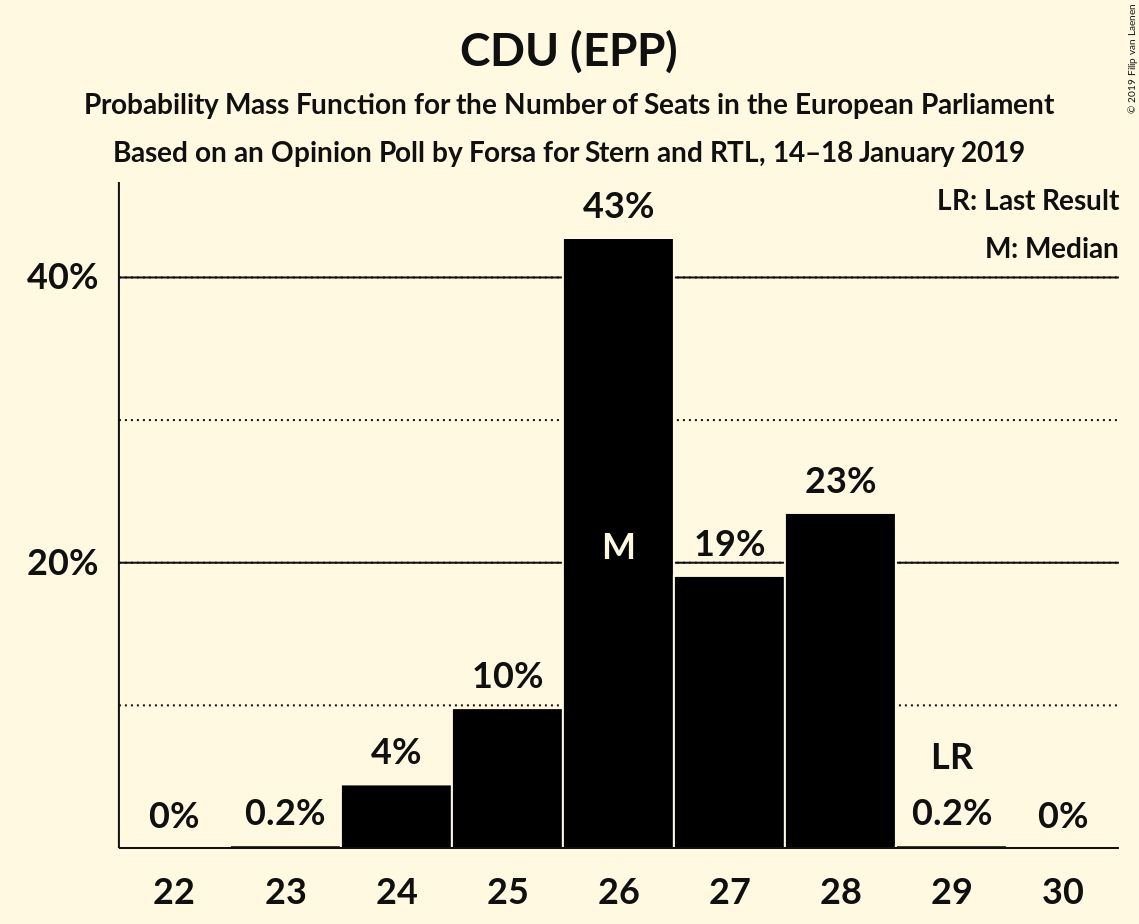 CDU (EPP)
Probability Mass Function for the Number of Seats in the European Parliament
Based on an Opinion Poll by Forsa for Stern and RTL, 14–18 January 2019
© 2019 Filip van Laenen
LR: Last Result
M: Median
43%
40%
23%
M
19%
20%
10%
4%
LR
0%
0.2%
0.2%
0%
22 23 24 25 26 27 28 29 30